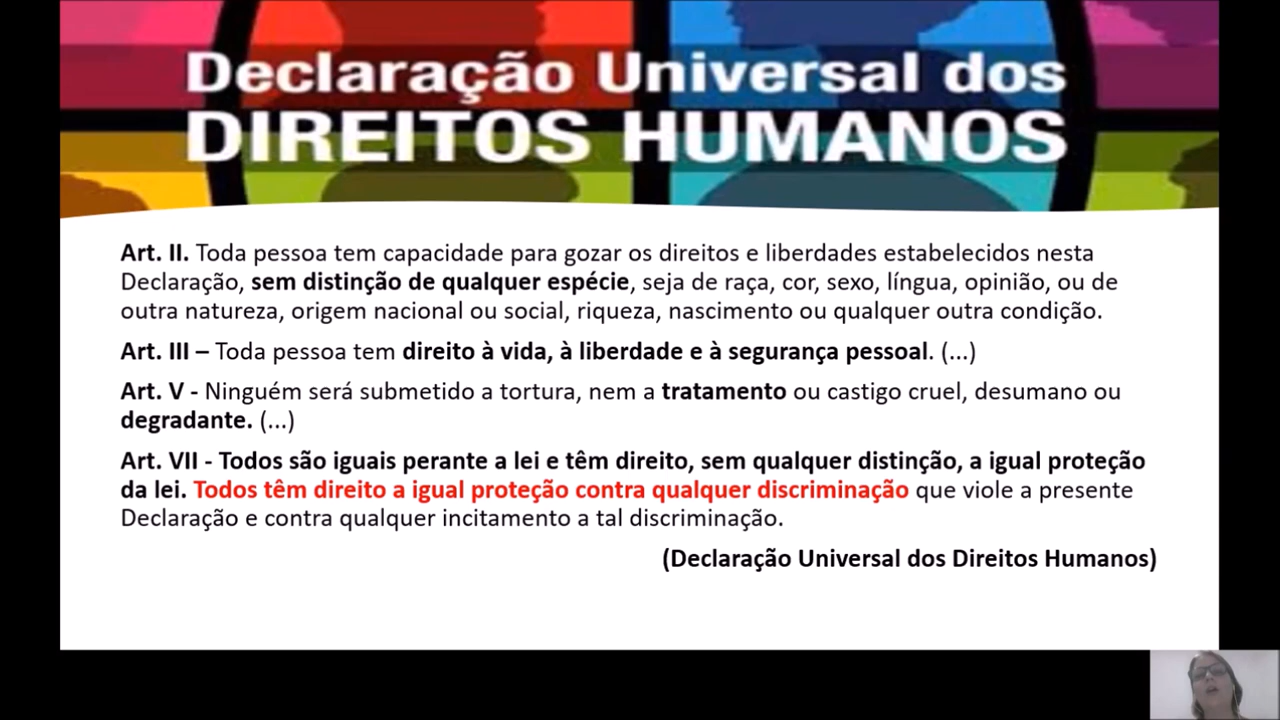 Declaração Universal dos
DIREITOS HUMANOS
Art. II. Toda pessoa tem capacidade para gozar os direitos e liberdades estabelecidos nesta
Declaração, sem distinção de qualquer espécie, seja de raça, cor, sexo, língua, opinião, ou de
outra natureza, origem nacional ou social, riqueza, nascimento ou qualquer outra condição.
Art. III – Toda pessoa tem direito à vida, à liberdade e à segurança pessoal. (...)
Art. V - Ninguém será submetido a tortura, nem a tratamento ou castigo cruel, desumano ou
degradante. (...)
Art. VII - Todos são iguais perante a lei e têm direito, sem qualquer distinção, a igual proteção
da lei. Todos têm direito a igual proteção contra qualquer discriminação que viole a presente
Declaração e contra qualquer incitamento a tal discriminação.
(Declaração Universal dos Direitos Humanos)